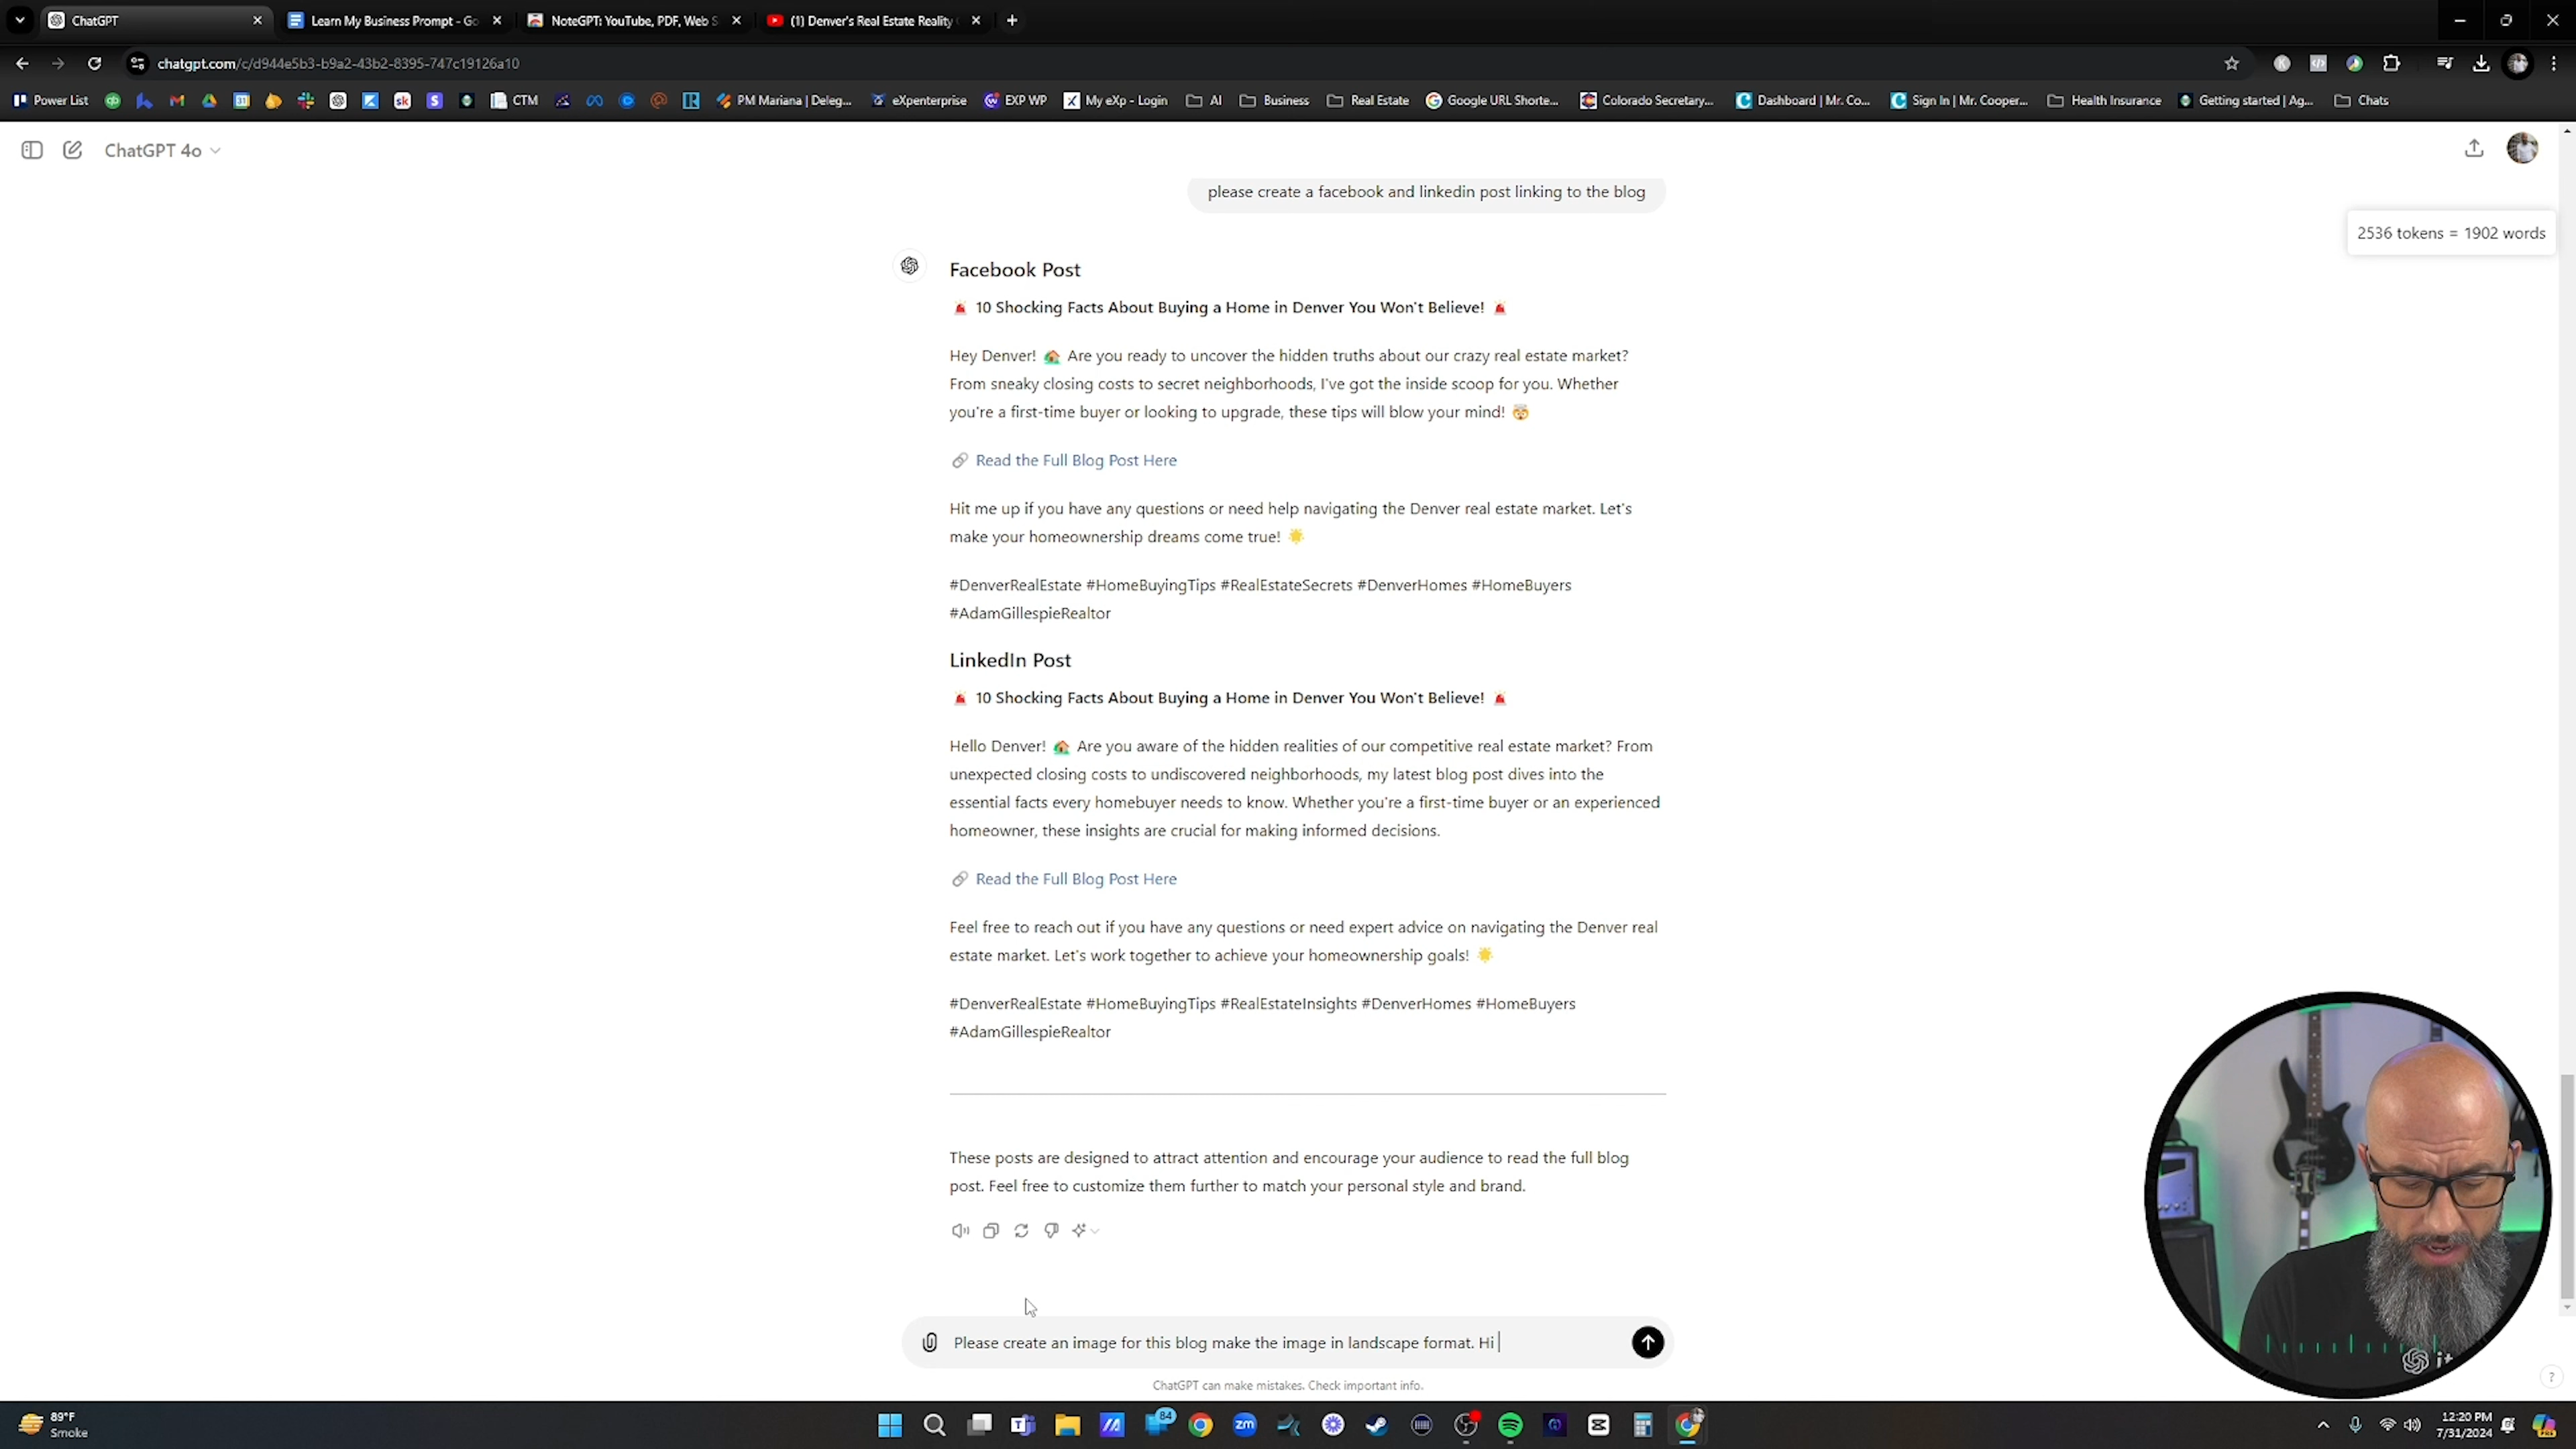 ChatGPT
Learn My Business Prompt - Go
NoteGPT: YouTube, PDF, Web S
(1) Denver's Real Estate Reality
chatgpt.com/c/d944e5b3-b9a2-43b2-8395-747c19126a10
Power List
CTM
PM Mariana | Deleg...
eXpenterprise
EXP WP
My eXp - Login
AI
Business
Real Estate
Google URL Shorte...
Colorado Secretary...
Dashboard | Mr. Co...
Sign In | Mr. Cooper...
Health Insurance
Getting started | Ag...
Chats
ChatGPT 4o
please create a facebook and linkedin post linking to the blog
2536 tokens = 1902 words
Facebook Post
🚨 10 Shocking Facts About Buying a Home in Denver You Won't Believe! 🚨
Hey Denver! 🏠 Are you ready to uncover the hidden truths about our crazy real estate market?
From sneaky closing costs to secret neighborhoods, I've got the inside scoop for you. Whether
you're a first-time buyer or looking to upgrade, these tips will blow your mind! 🤯
🔗 Read the Full Blog Post Here
Hit me up if you have any questions or need help navigating the Denver real estate market. Let's
make your homeownership dreams come true! 🌟
#DenverRealEstate #HomeBuyingTips #RealEstateSecrets #DenverHomes #HomeBuyers
#AdamGillespieRealtor
LinkedIn Post
🚨 10 Shocking Facts About Buying a Home in Denver You Won't Believe! 🚨
Hello Denver! 🏠 Are you aware of the hidden realities of our competitive real estate market? From
unexpected closing costs to undiscovered neighborhoods, my latest blog post dives into the
essential facts every homebuyer needs to know. Whether you're a first-time buyer or an experienced
homeowner, these insights are crucial for making informed decisions.
🔗 Read the Full Blog Post Here
Feel free to reach out if you have any questions or need expert advice on navigating the Denver real
estate market. Let's work together to achieve your homeownership goals! 🌟
#DenverRealEstate #HomeBuyingTips #RealEstateInsights #DenverHomes #HomeBuyers
#AdamGillespieRealtor
These posts are designed to attract attention and encourage your audience to read the full blog
post. Feel free to customize them further to match your personal style and brand.
Please create an image for this blog make the image in landscape format. Hi
ChatGPT can make mistakes. Check important info.
89°F
Smoke
84
12:20 PM
7/31/2024